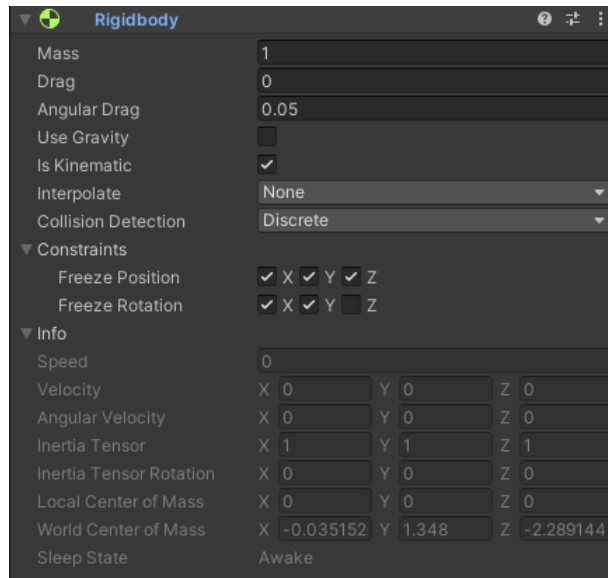 Rigidbody
Mass 1
Drag 0
Angular Drag 0.05
Use Gravity
Is Kinematic
Interpolate None
Collision Detection Discrete
Constraints
Freeze Position X Y Z
Freeze Rotation X Y Z
Info
Speed 0
Velocity X 0 Y 0 Z 0
Angular Velocity X 0 Y 0 Z 0
Inertia Tensor X 1 Y 1 Z 1
Inertia Tensor Rotation X 0 Y 0 Z 0
Local Center of Mass X 0 Y 0 Z 0
World Center of Mass X -0.035152 Y 1.348 Z -2.289144
Sleep State Awake